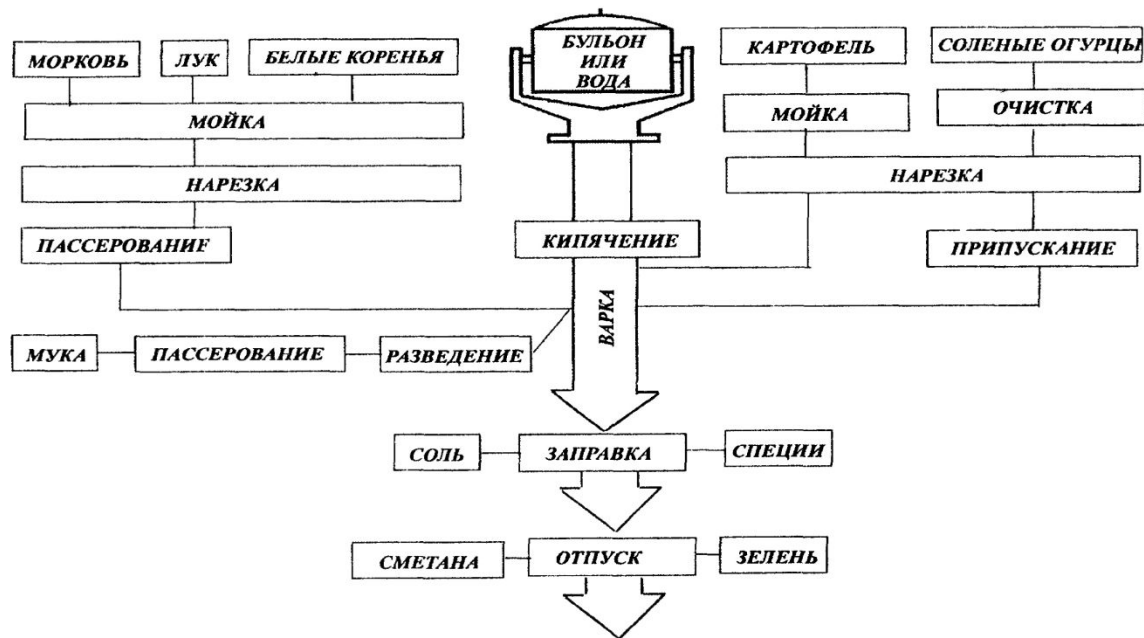 МОРКОВЬ
ЛУК
БЕЛЫЕ КОРЕНЬЯ
БУЛЬОН
ИЛИ
ВОДА
КАРТОФЕЛЬ
СОЛЕНЫЕ ОГУРЦЫ
МОЙКА
МОЙКА
ОЧИСТКА
НАРЕЗКА
НАРЕЗКА
ПАССЕРОВАНИЕ
КИПЯЧЕНИЕ
ПРИПУСКАНИЕ
ВАРКА
МУКА
ПАССЕРОВАНИЕ
РАЗВЕДЕНИЕ
СОЛЬ
ЗАПРАВКА
СПЕЦИИ
СМЕТАНА
ОТПУСК
ЗЕЛЕНЬ